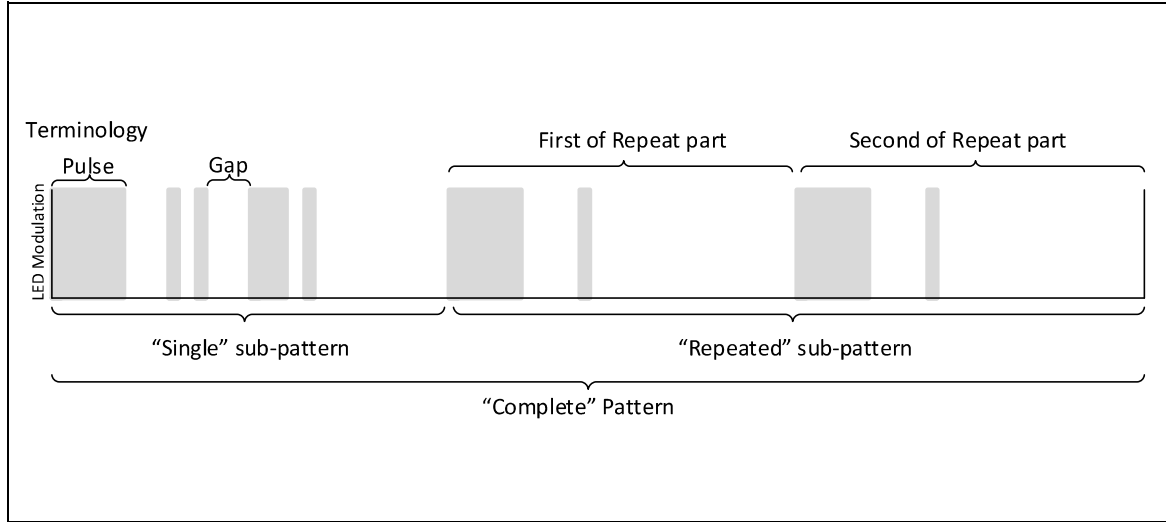 Terminology
First of Repeat part
Second of Repeat part
Pulse
Gap
LED Modulation
“Single” sub-pattern
“Repeated” sub-pattern
“Complete” Pattern